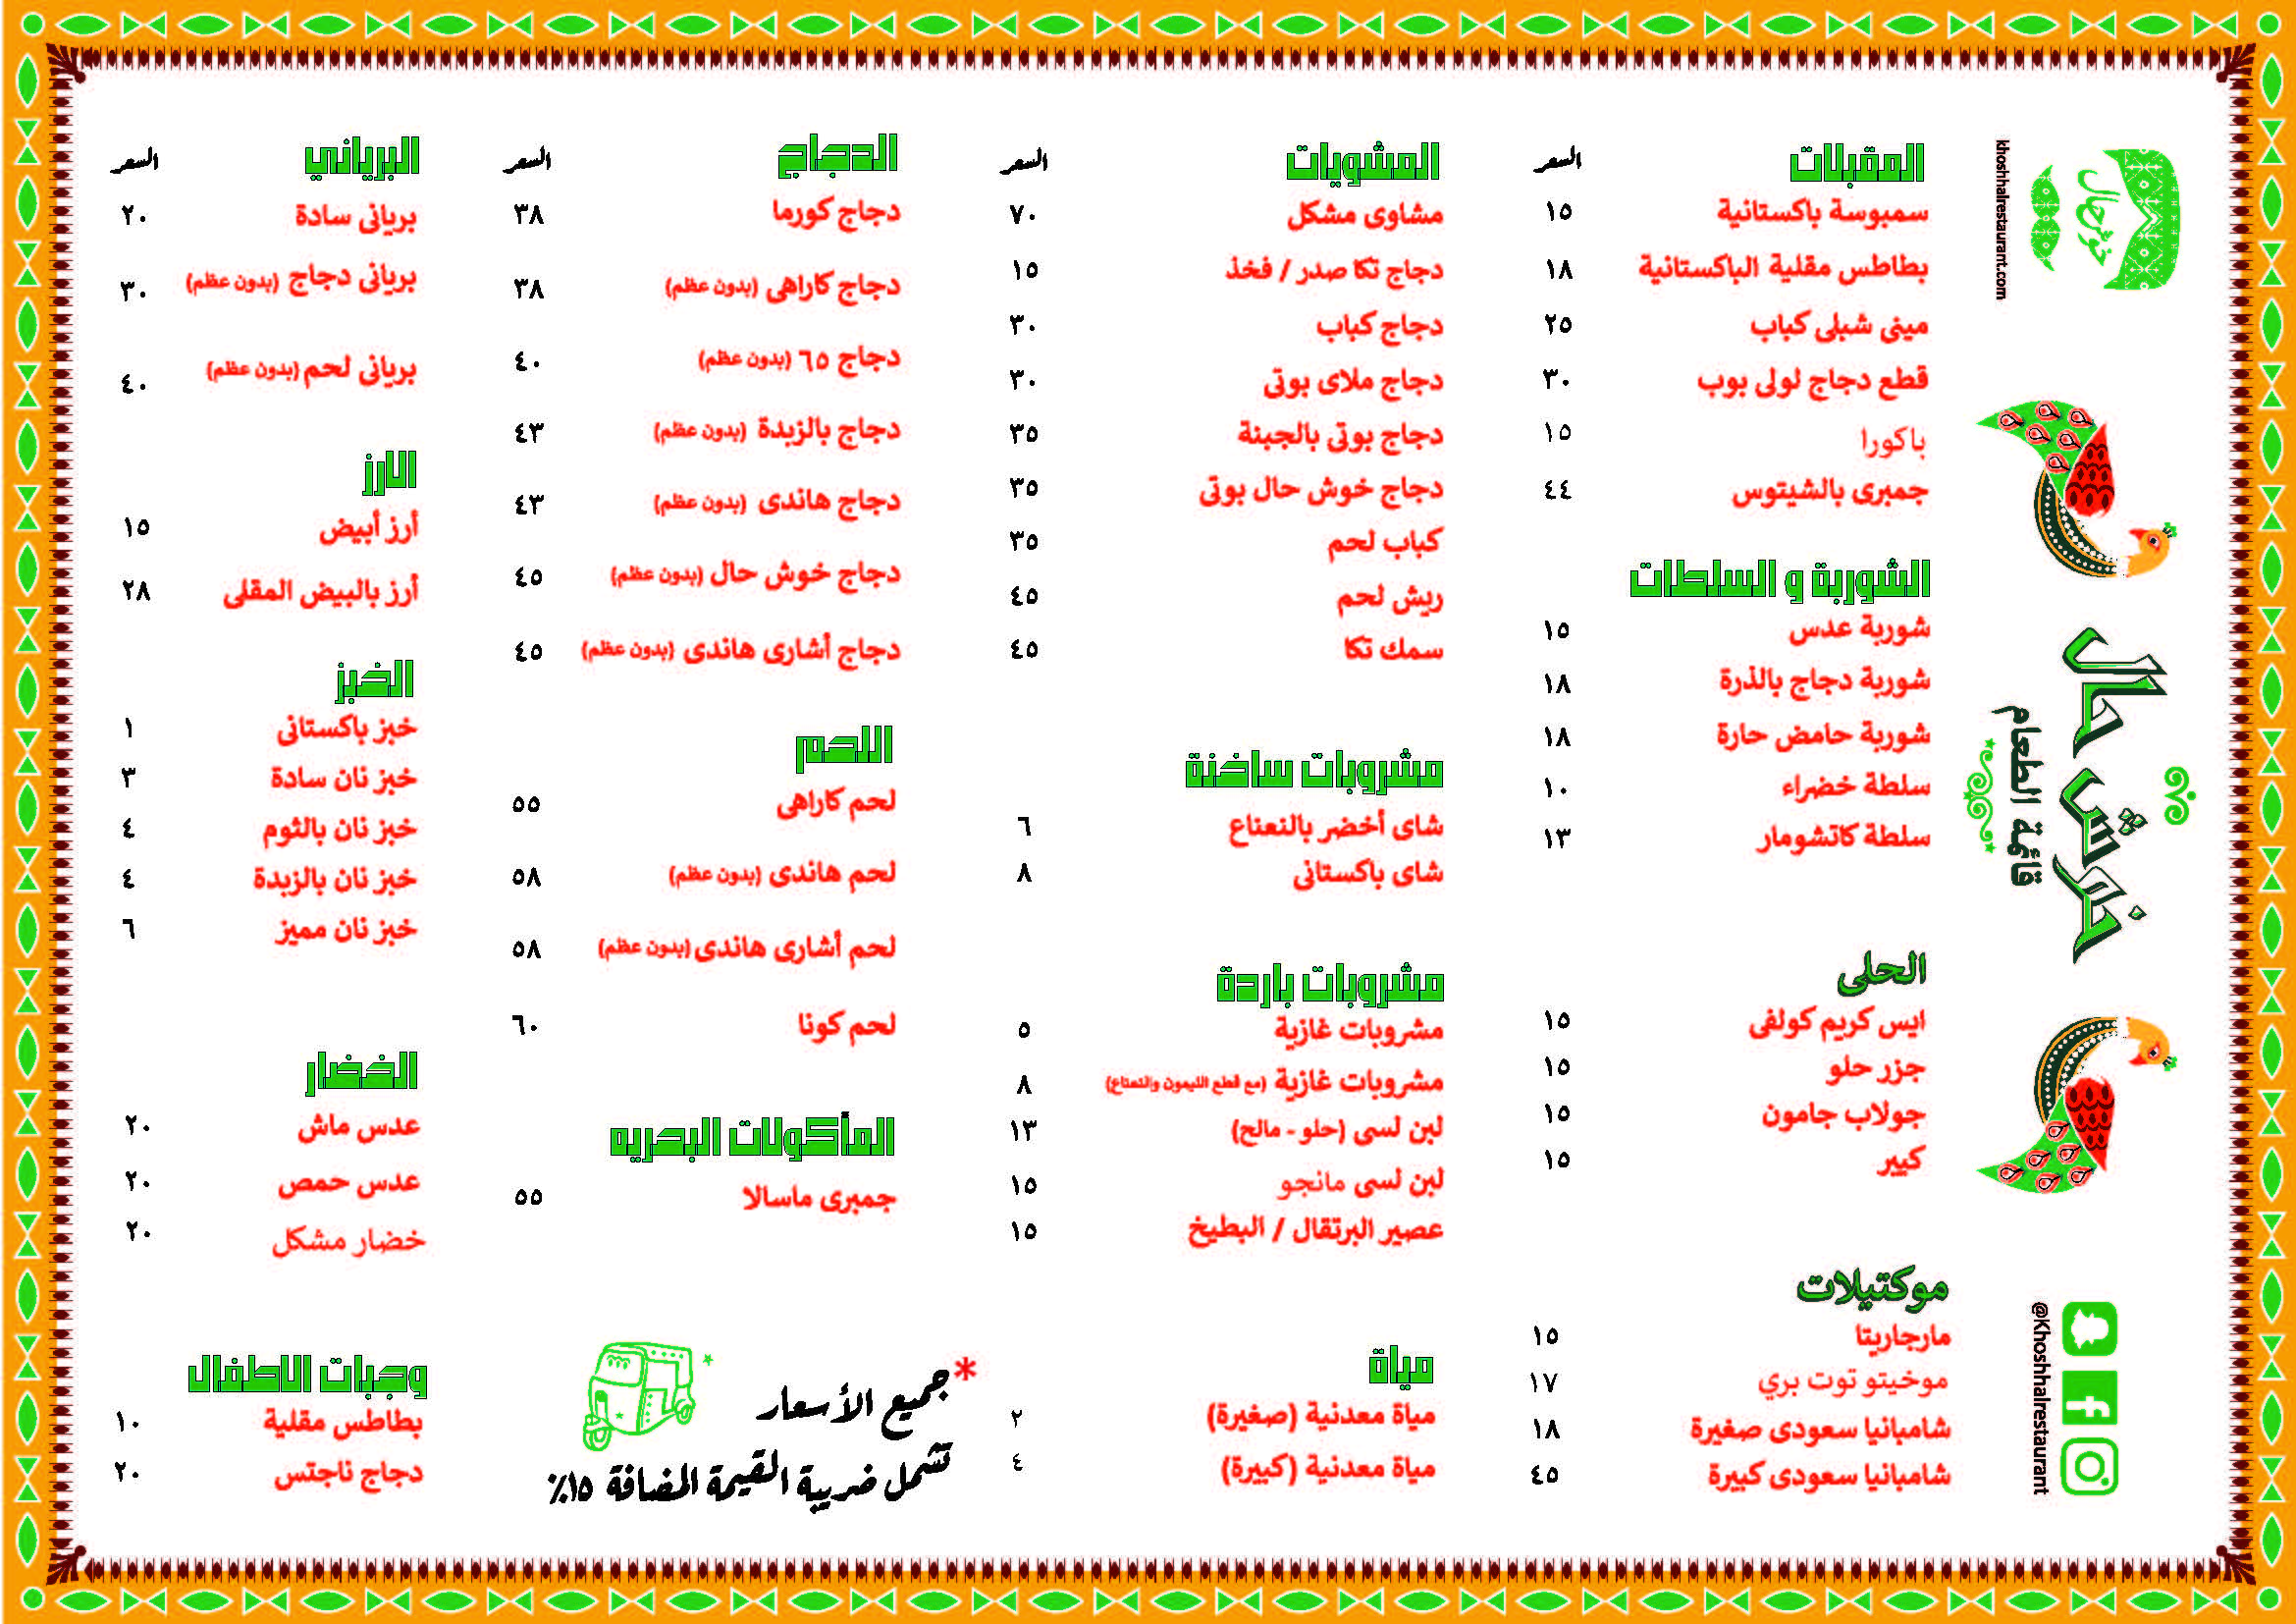 خوش حال
khoshhalrestaurant.com
خوش حال
قائمة الطعام
@Khoshhalrestaurant
المقبلات
السعر
سمبوسة باكستانية ١٥
بطاطس مقلية الباكستانية ١٨
مينى شبلى كباب ٢٥
قطع دجاج لولى بوب ٣٠
باكورا ١٥
جمبرى بالشيتوس ٤٤
الشوربة و السلطات
شوربة عدس ١٥
شوربة دجاج بالذرة ١٨
شوربة حامض حارة ١٨
سلطة خضراء ١٠
سلطة كاتشومار ١٣
الحلى
ايس كريم كولفى ١٥
جزر حلو ١٥
جولاب جامون ١٥
كيير ١٥
موكتيلات
مارجاريتا ١٥
موخيتو توت بري ١٧
شامبانيا سعودى صغيرة ١٨
شامبانيا سعودى كبيرة ٤٥
المشويات
السعر
مشاوى مشكل ٧٠
دجاج تكا صدر / فخذ ١٥
دجاج كباب ٣٠
دجاج ملاى بوتى ٣٠
دجاج بوتى بالجبنة ٣٥
دجاج خوش حال بوتى ٣٥
كباب لحم ٣٥
ريش لحم ٤٥
سمك تكا ٤٥
مشروبات ساخنة
شاى أخضر بالنعناع ٦
شاى باكستانى ٨
مشروبات باردة
مشروبات غازية ٥
مشروبات غازية (مع قطع الليمون والنعناع) ٨
لبن لسى (حلو - مالح) ١٣
لبن لسى مانجو ١٥
عصير البرتقال / البطيخ ١٥
مياة
مياة معدنية (صغيرة) ٢
مياة معدنية (كبيرة) ٤
الدجاج
السعر
دجاج كورما ٣٨
دجاج كاراهى (بدون عظم) ٣٨
دجاج ٦٥ (بدون عظم) ٤٠
دجاج بالزبدة (بدون عظم) ٤٣
دجاج هاندى (بدون عظم) ٤٣
دجاج خوش حال (بدون عظم) ٤٥
دجاج أشارى هاندى (بدون عظم) ٤٥
اللحم
لحم كاراهى ٥٥
لحم هاندى (بدون عظم) ٥٨
لحم أشارى هاندى (بدون عظم) ٥٨
لحم كونا ٦٠
المأكولات البحريه
جمبرى ماسالا ٥٥
*جميع الأسعار
تشمل ضريبة القيمة المضافة ١٥٪
البرياني
السعر
بريانى سادة ٢٠
بريانى دجاج (بدون عظم) ٣٠
بريانى لحم (بدون عظم) ٤٠
الارز
أرز أبيض ١٥
أرز بالبيض المقلى ٢٨
الخبز
خبز باكستانى ١
خبز نان سادة ٣
خبز نان بالثوم ٤
خبز نان بالزبدة ٤
خبز نان مميز ٦
الخضار
عدس ماش ٢٠
عدس حمص ٢٠
خضار مشكل ٢٠
وجبات الاطفال
بطاطس مقلية ١٠
دجاج ناجتس ٢٠